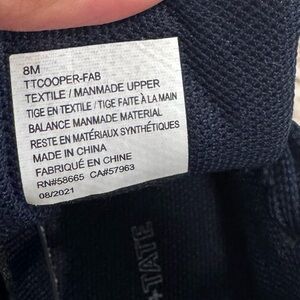 8M
TTCOOPER-FAB
TEXTILE / MANMADE UPPER
TIGE EN TEXTILE / TIGE FAITE À LA MAIN
BALANCE MANMADE MATERIAL
RESTE EN MATÉRIAUX SYNTHÉTIQUES
MADE IN CHINA
FABRIQUÉ EN CHINE
RN#58665 CA#57963
08/2021
+TATE